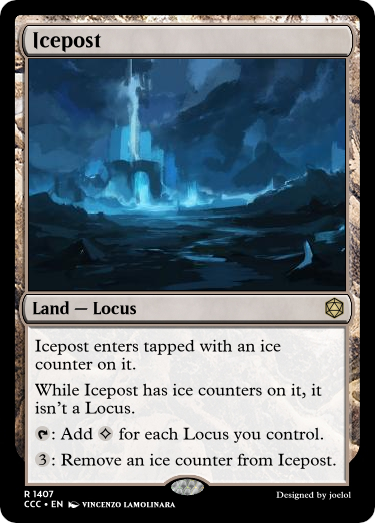 Icepost
Land — Locus
Icepost enters tapped with an ice
counter on it.
While Icepost has ice counters on it, it
isn't a Locus.
: Add for each Locus you control.
3: Remove an ice counter from Icepost.
R 1407
CCC • EN VINCENZO LAMOLINARA
Designed by joelol